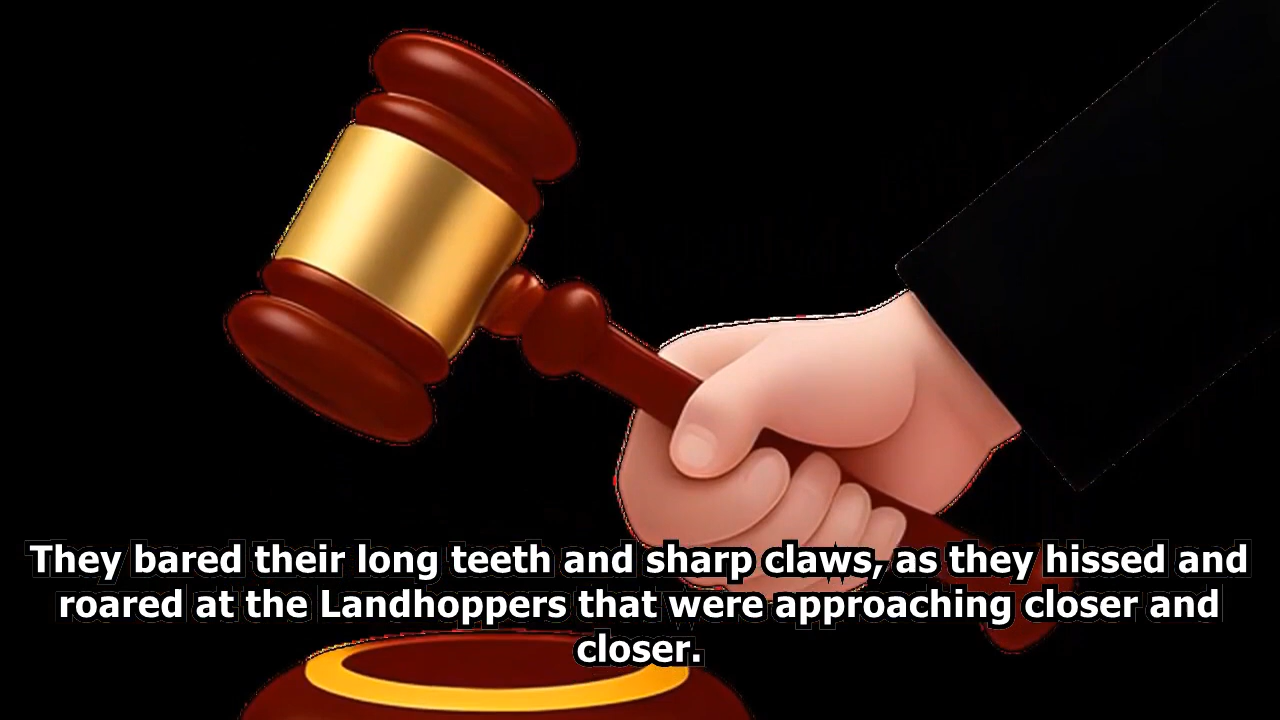 They bared their long teeth and sharp claws, as they hissed and
roared at the Landhoppers that were approaching closer and
closer.